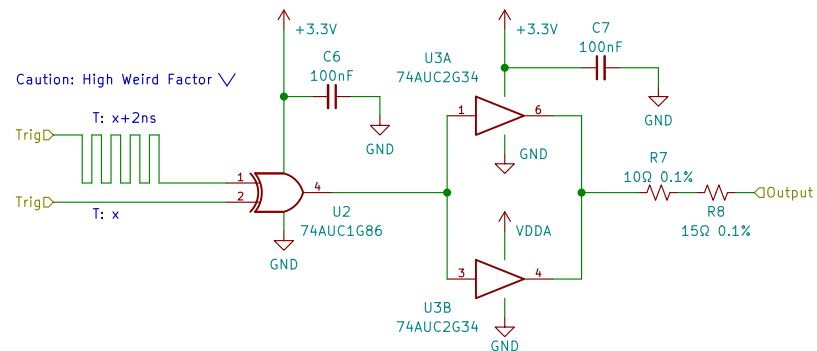 +3.3V
C6
100nF
GND
Caution: High Weird Factor
T: x+2ns
Trig
Trig
T: x
1
2
4
U2
74AUC1G86
GND
+3.3V
C7
100nF
GND
U3A
74AUC2G34
1
6
GND
VDDA
3
4
U3B
74AUC2G34
GND
R7
10Ω 0.1%
R8
15Ω 0.1%
Output